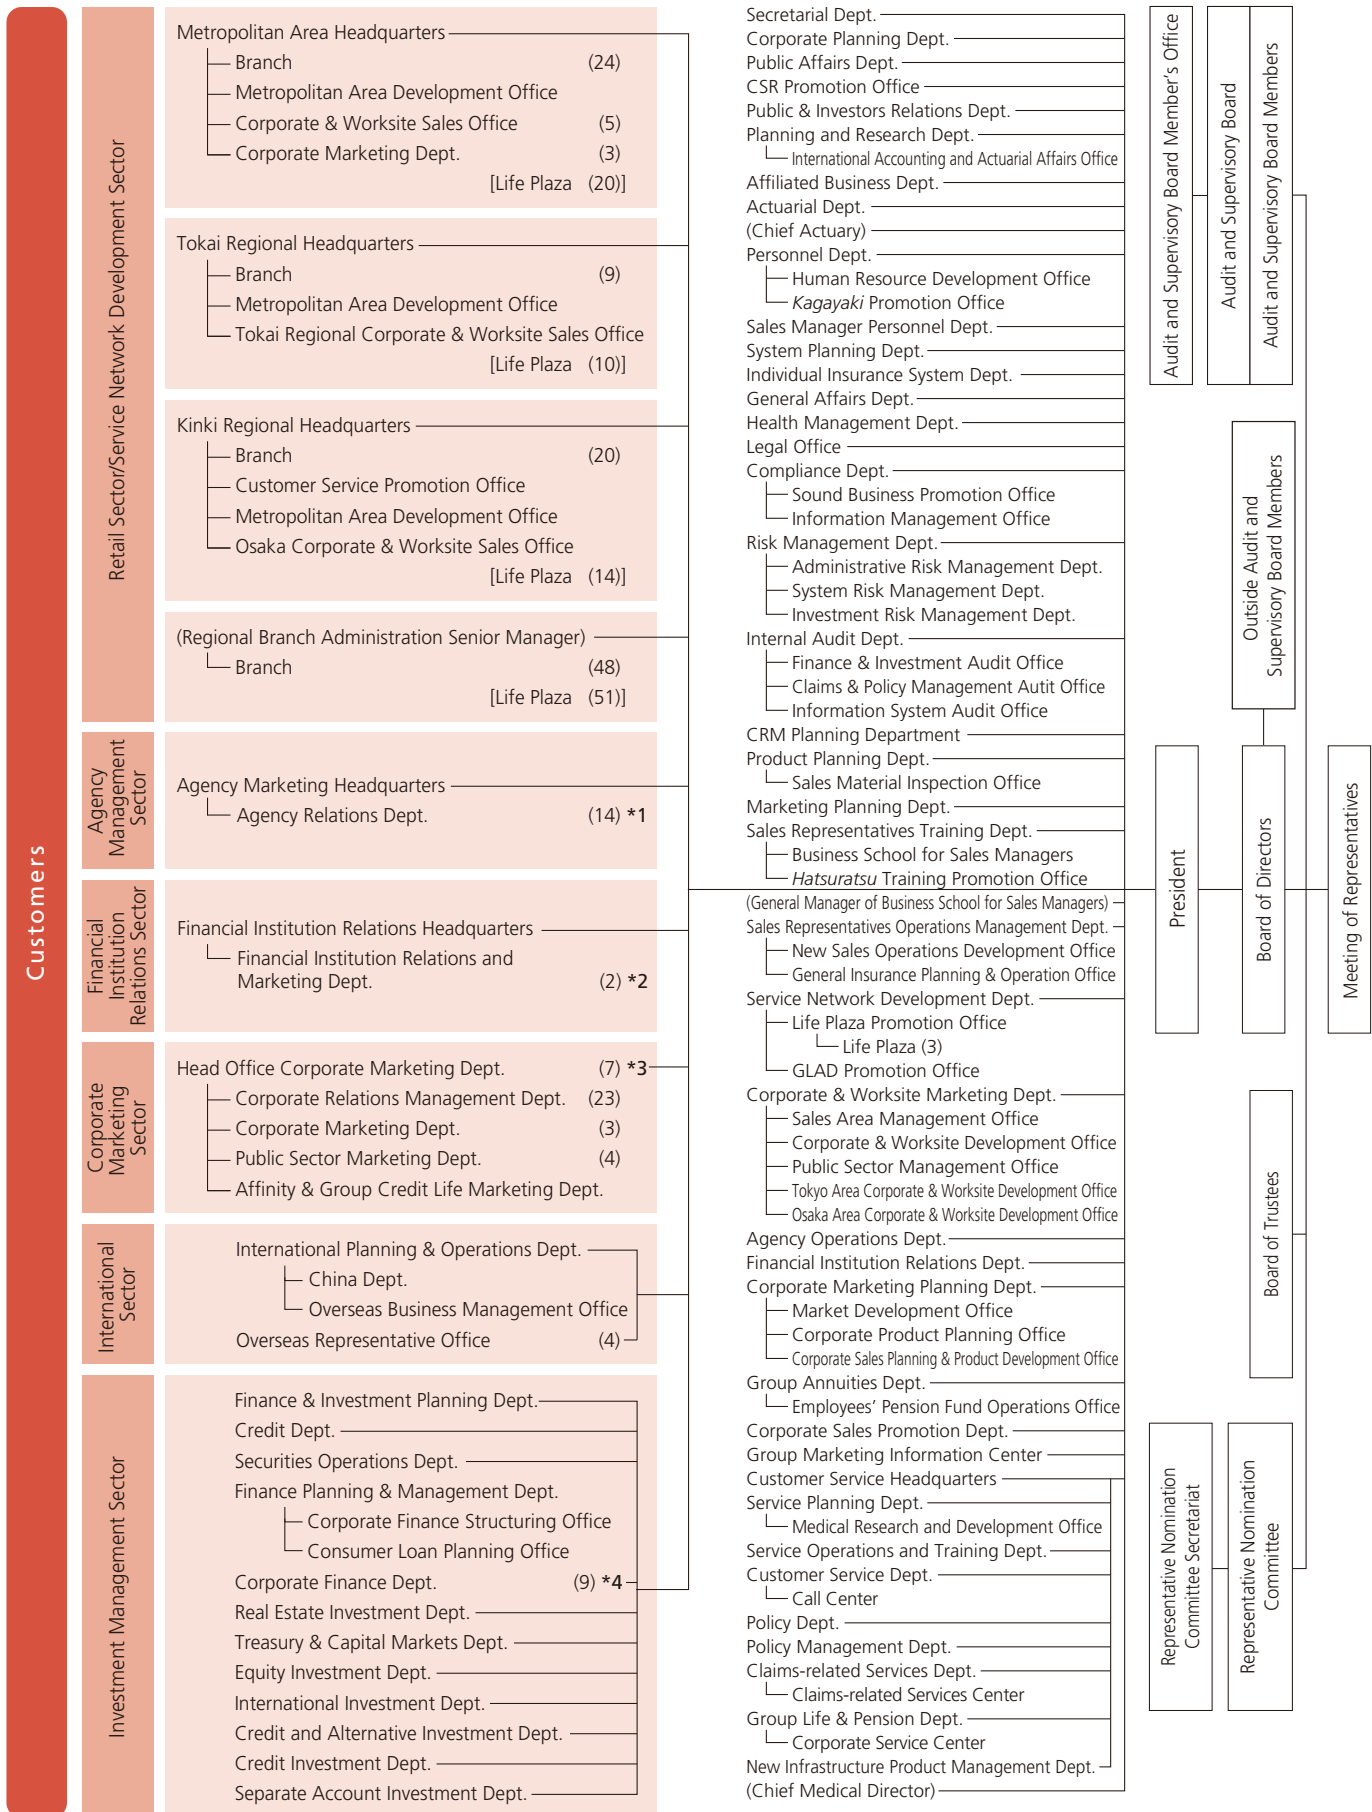 Customers
Retail Sector/Service Network Development Sector
Metropolitan Area Headquarters
Branch (24)
Metropolitan Area Development Office
Corporate & Worksite Sales Office (5)
Corporate Marketing Dept. (3)
[Life Plaza (20)]
Tokai Regional Headquarters
Branch (9)
Metropolitan Area Development Office
Tokai Regional Corporate & Worksite Sales Office
[Life Plaza (10)]
Kinki Regional Headquarters
Branch (20)
Customer Service Promotion Office
Metropolitan Area Development Office
Osaka Corporate & Worksite Sales Office
[Life Plaza (14)]
(Regional Branch Administration Senior Manager)
Branch (48)
[Life Plaza (51)]
Agency
Management
Sector
Agency Marketing Headquarters
Agency Relations Dept. (14) *1
Financial
Institution
Relations Sector
Financial Institution Relations Headquarters
Financial Institution Relations and
Marketing Dept. (2) *2
Corporate
Marketing
Sector
Head Office Corporate Marketing Dept. (7) *3
Corporate Relations Management Dept. (23)
Corporate Marketing Dept. (3)
Public Sector Marketing Dept. (4)
Affinity & Group Credit Life Marketing Dept.
International
Sector
International Planning & Operations Dept.
China Dept.
Overseas Business Management Office
Overseas Representative Office (4)
Investment Management Sector
Finance & Investment Planning Dept.
Credit Dept.
Securities Operations Dept.
Finance Planning & Management Dept.
Corporate Finance Structuring Office
Consumer Loan Planning Office
Corporate Finance Dept. (9) *4
Real Estate Investment Dept.
Treasury & Capital Markets Dept.
Equity Investment Dept.
International Investment Dept.
Credit and Alternative Investment Dept.
Credit Investment Dept.
Separate Account Investment Dept.
Secretarial Dept.
Corporate Planning Dept.
Public Affairs Dept.
CSR Promotion Office
Public & Investors Relations Dept.
Planning and Research Dept.
International Accounting and Actuarial Affairs Office
Affiliated Business Dept.
Actuarial Dept.
(Chief Actuary)
Personnel Dept.
Human Resource Development Office
Kagayaki Promotion Office
Sales Manager Personnel Dept.
System Planning Dept.
Individual Insurance System Dept.
General Affairs Dept.
Health Management Dept.
Legal Office
Compliance Dept.
Sound Business Promotion Office
Information Management Office
Risk Management Dept.
Administrative Risk Management Dept.
System Risk Management Dept.
Investment Risk Management Dept.
Internal Audit Dept.
Finance & Investment Audit Office
Claims & Policy Management Autit Office
Information System Audit Office
CRM Planning Department
Product Planning Dept.
Sales Material Inspection Office
Marketing Planning Dept.
Sales Representatives Training Dept.
Business School for Sales Managers
Hatsuratsu Training Promotion Office
(General Manager of Business School for Sales Managers)
Sales Representatives Operations Management Dept.
New Sales Operations Development Office
General Insurance Planning & Operation Office
Service Network Development Dept.
Life Plaza Promotion Office
Life Plaza (3)
GLAD Promotion Office
Corporate & Worksite Marketing Dept.
Sales Area Management Office
Corporate & Worksite Development Office
Public Sector Management Office
Tokyo Area Corporate & Worksite Development Office
Osaka Area Corporate & Worksite Development Office
Agency Operations Dept.
Financial Institution Relations Dept.
Corporate Marketing Planning Dept.
Market Development Office
Corporate Product Planning Office
Corporate Sales Planning & Product Development Office
Group Annuities Dept.
Employees' Pension Fund Operations Office
Corporate Sales Promotion Dept.
Group Marketing Information Center
Customer Service Headquarters
Service Planning Dept.
Medical Research and Development Office
Service Operations and Training Dept.
Customer Service Dept.
Call Center
Policy Dept.
Policy Management Dept.
Claims-related Services Dept.
Claims-related Services Center
Group Life & Pension Dept.
Corporate Service Center
New Infrastructure Product Management Dept.
(Chief Medical Director)
Audit and Supervisory Board Member's Office
Audit and Supervisory Board
Audit and Supervisory Board Members
Outside Audit and
Supervisory Board Members
President
Board of Directors
Meeting of Representatives
Board of Trustees
Representative Nomination
Committee Secretariat
Representative Nomination
Committee